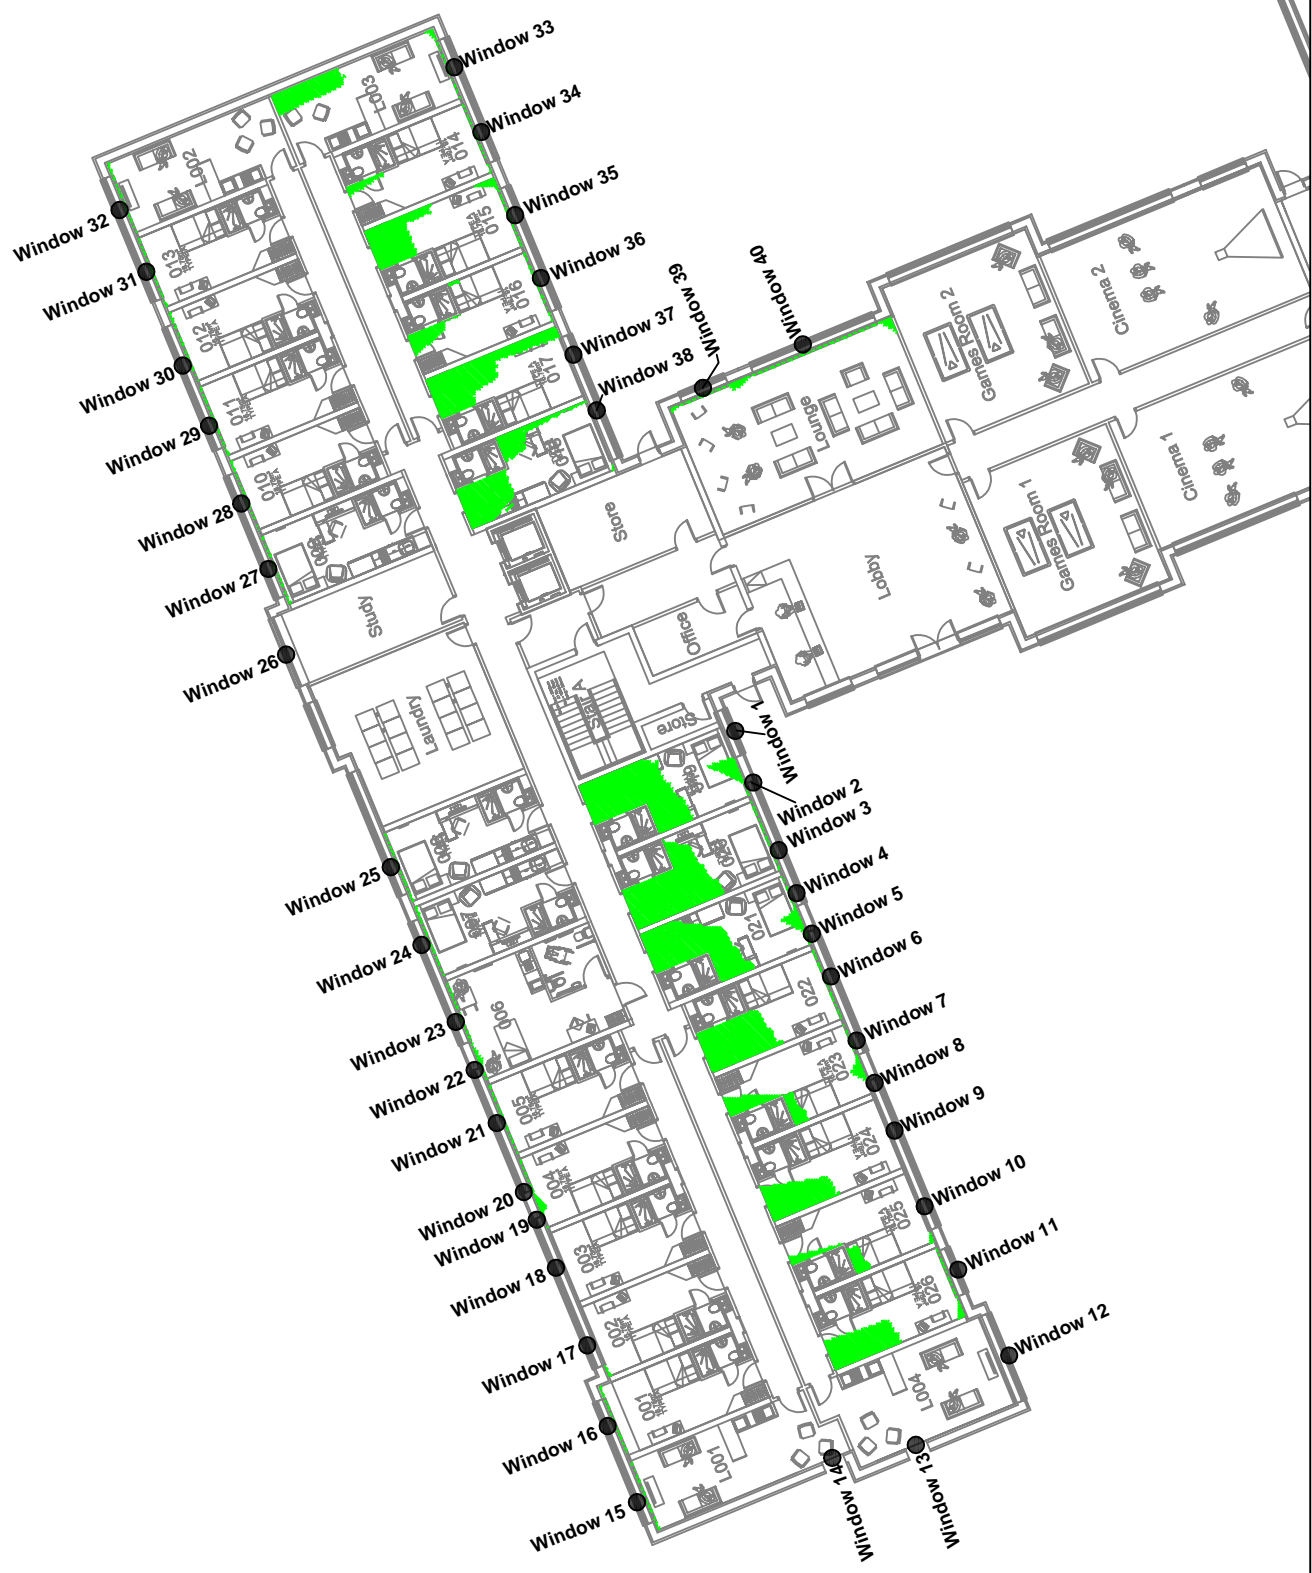 Window 33
L003
Window 34
014
L002
015
Window 35
Window 32
Window 36
Window 40
Window 39
013
Window 31
016
Games Room 2
Cinema 2
012
Window 37
017
Window 38
Window 30
Lounge
011
Window 29
Cinema 1
010
Games Room 1
Store
Window 28
Lobby
Window 27
Study
Office
Window 26
Laundry
Stair A
Store
Window 1
Window 2
Window 3
Window 25
Window 4
021
Window 5
Window 24
Window 6
022
006
Window 23
Window 7
023
Window 8
Window 22
005
Window 9
024
Window 21
004
Window 10
025
Window 20
Window 19
003
Window 11
Window 18
026
002
Window 12
Window 17
L004
001
Window 16
L001
Window 13
Window 14
Window 15